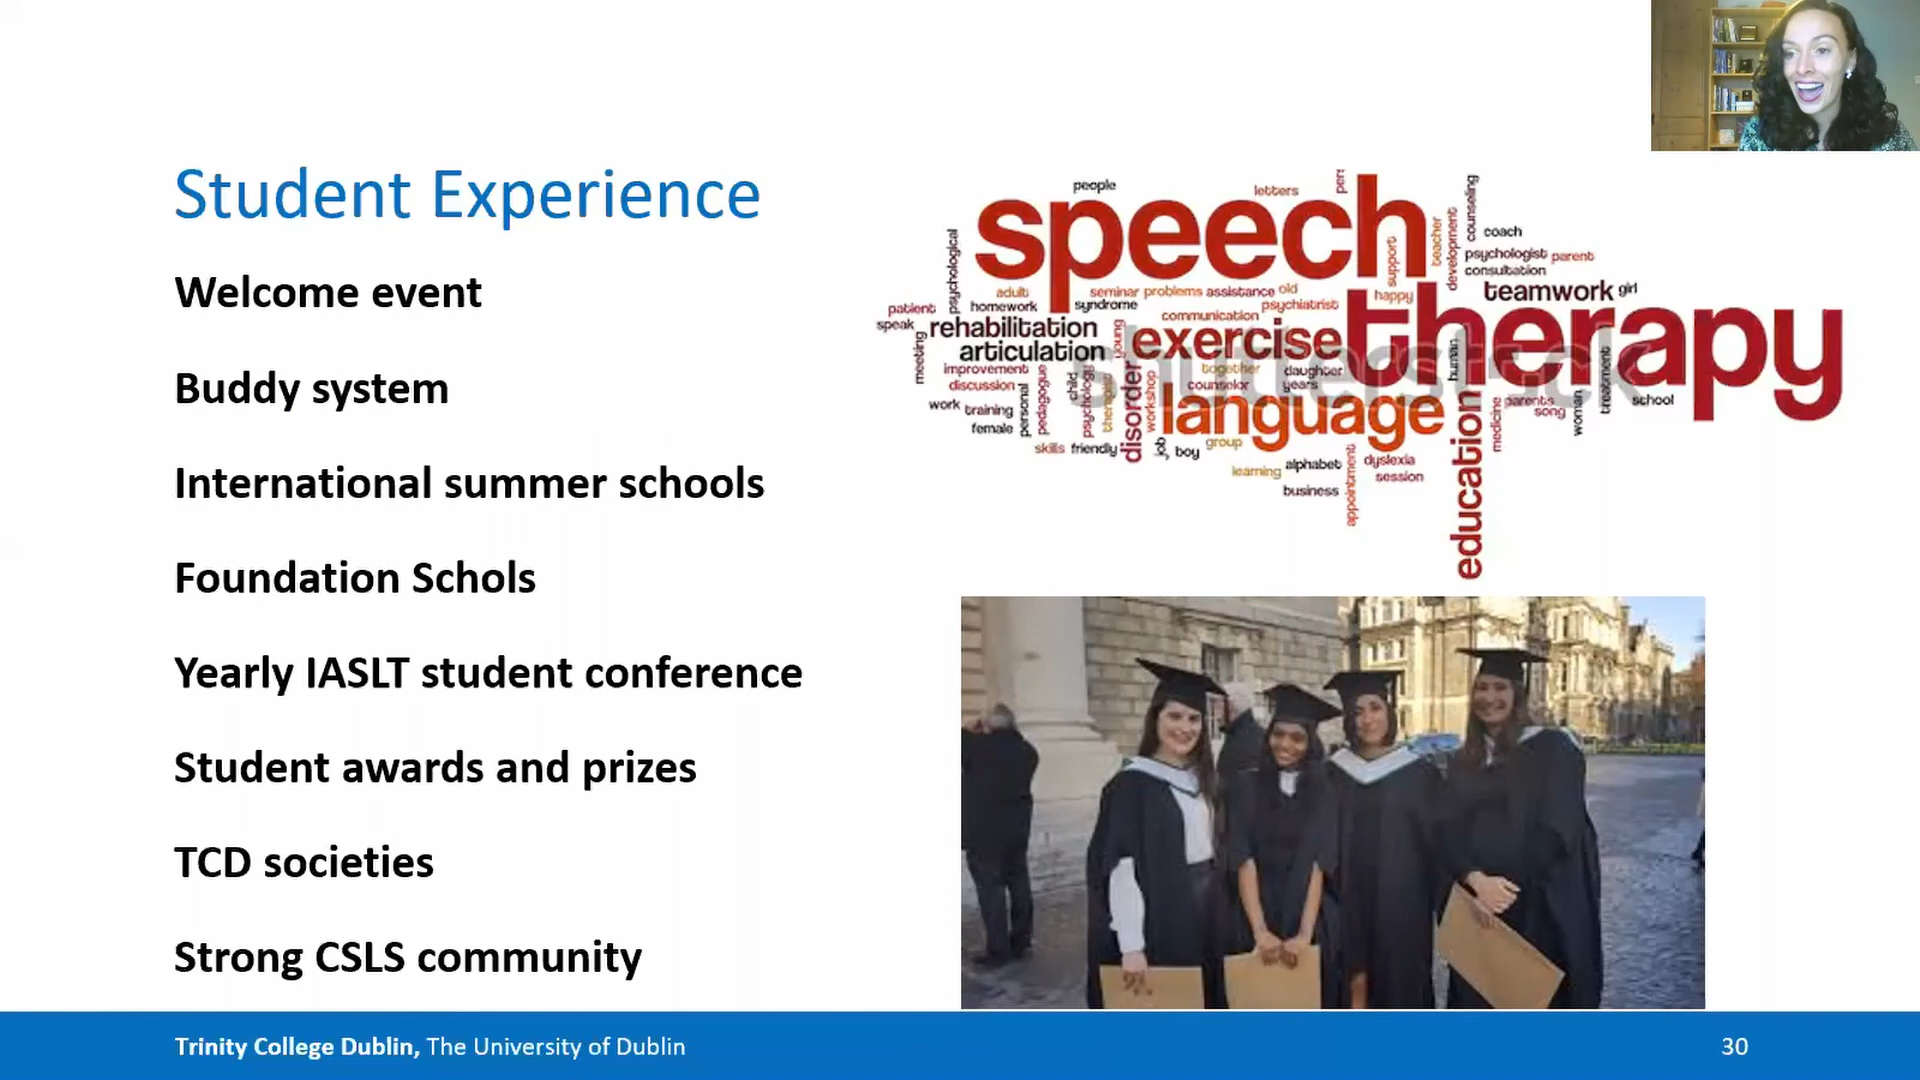 Student Experience
Welcome event
Buddy system
International summer schools
Foundation Schols
Yearly IASLT student conference
Student awards and prizes
TCD societies
Strong CSLS community
people
letters
pers
speech
support
teacher
development
counseling
coach
psychologist
parent
consultation
psychological
adult
seminar
problems
assistance
old
happy
teamwork
girl
patient
homework
syndrome
psychiatrist
speak
rehabilitation
communication
therapy
meeting
articulation
young
exercise
human
improvement
together
daughter
discussion
child
counselor
years
treatment
work
training
personal
pedagogue
psychology
disorder
workshop
language
medicine
parents
song
woman
school
female
skills
friendly
job
boy
group
learning
alphabet
dyslexia
session
business
appointment
education
shutterstock
Trinity College Dublin, The University of Dublin
30